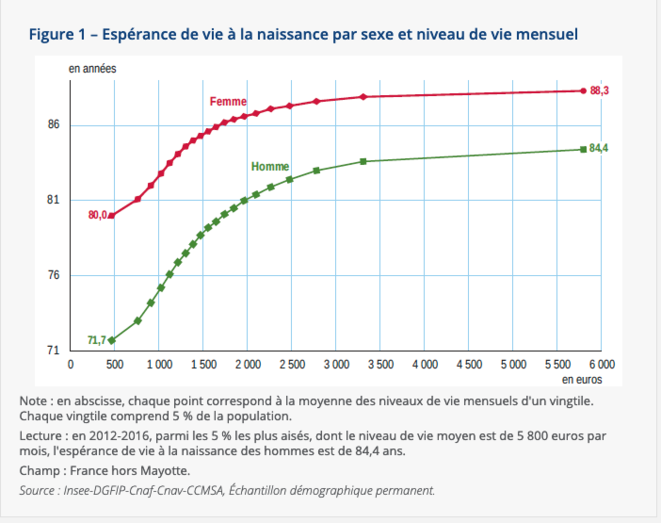 Figure 1 – Espérance de vie à la naissance par sexe et niveau de vie mensuel
en années
Femme
88,3
86
Homme
84,4
81
80,0
76
71,7
71
0 500 1 000 1 500 2 000 2 500 3 000 3 500 4 000 4 500 5 000 5 500 6 000
en euros
Note : en abscisse, chaque point correspond à la moyenne des niveaux de vie mensuels d'un vingtile.
Chaque vingtile comprend 5 % de la population.
Lecture : en 2012-2016, parmi les 5 % les plus aisés, dont le niveau de vie moyen est de 5 800 euros par
mois, l'espérance de vie à la naissance des hommes est de 84,4 ans.
Champ : France hors Mayotte.
Source : Insee-DGFIP-Cnaf-Cnav-CCMSA, Échantillon démographique permanent.